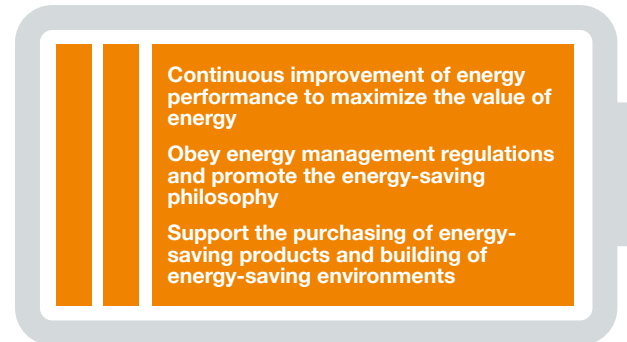 Continuous improvement of energy
performance to maximize the value of
energy
Obey energy management regulations
and promote the energy-saving
philosophy
Support the purchasing of energy-
saving products and building of
energy-saving environments